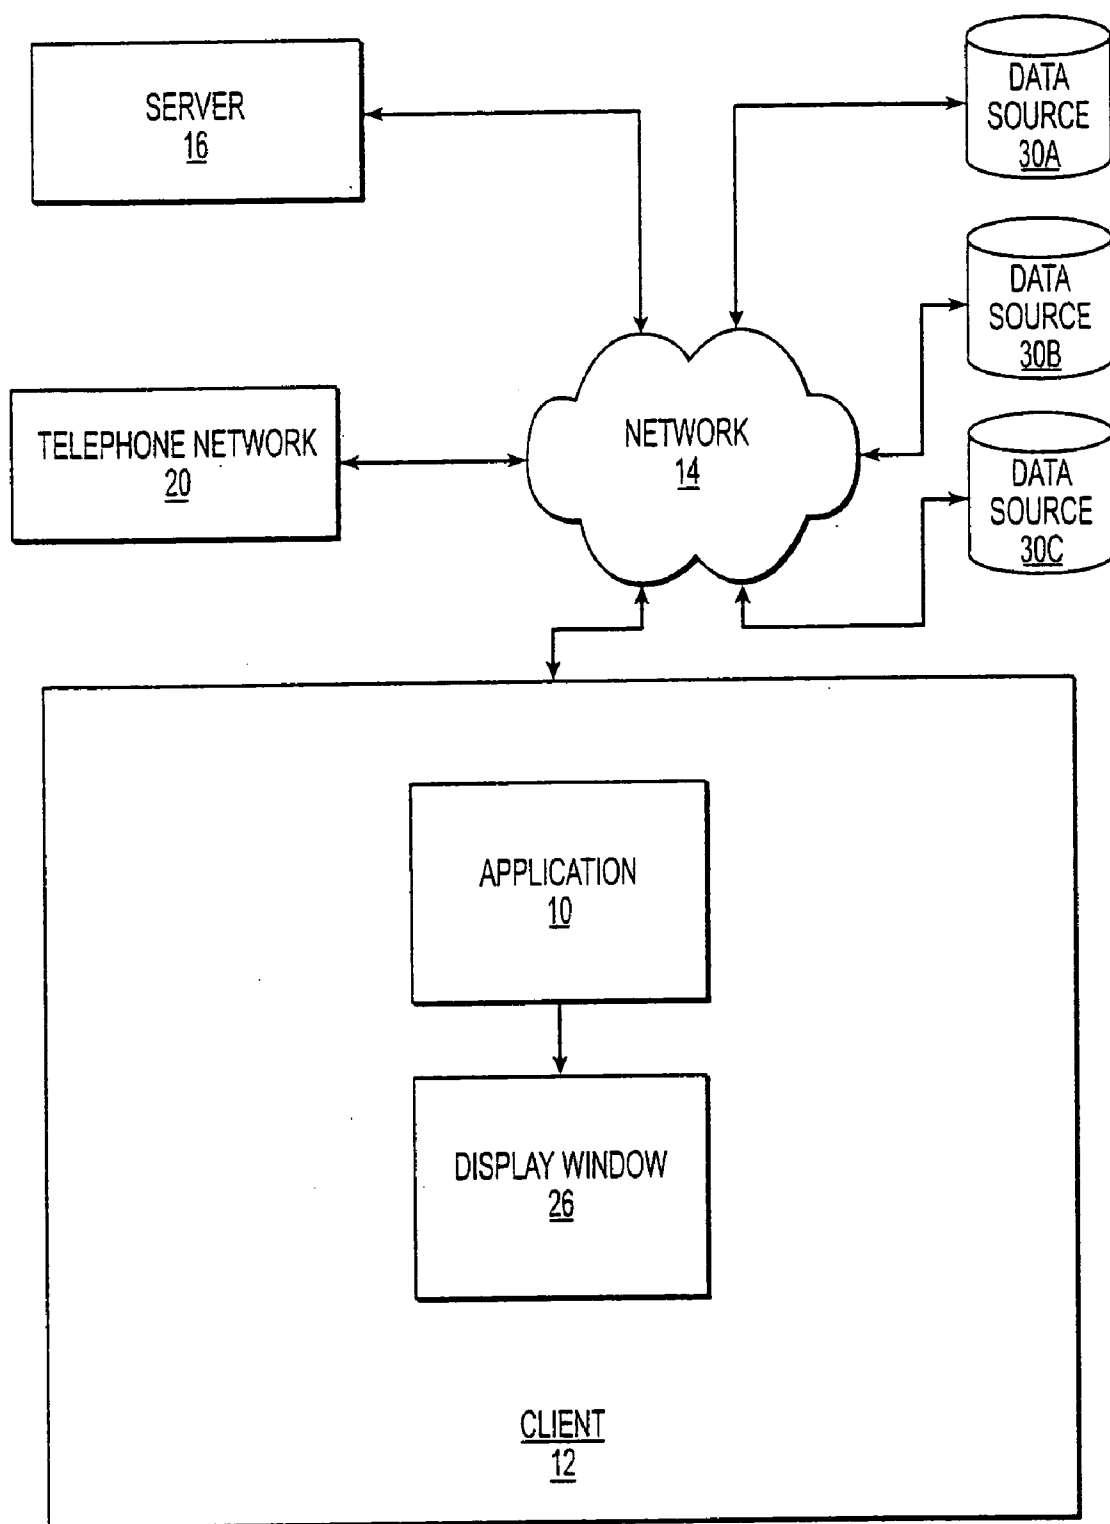 SERVER
16
DATA
SOURCE
30A
DATA
SOURCE
30B
TELEPHONE NETWORK
20
NETWORK
14
DATA
SOURCE
30C
APPLICATION
10
DISPLAY WINDOW
26
CLIENT
12